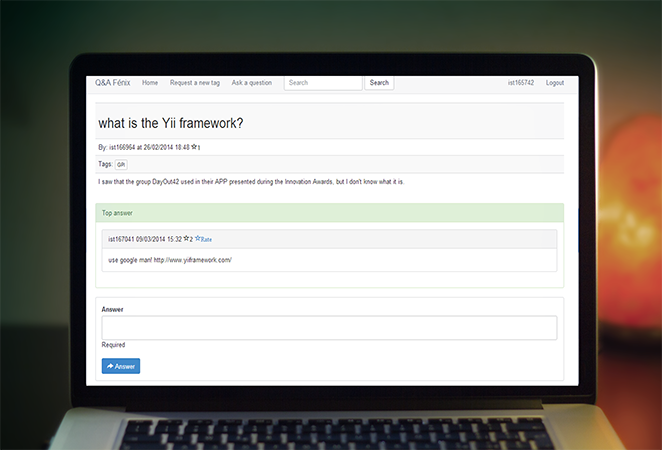 Q&A Fénix Home Request a new tag Ask a question Search Search ist165742 Logout
what is the Yii framework?
By: ist166964 at 26/02/2014 18:48 ☆1
Tags: QPI
I saw that the group DayOut42 used in their APP presented during the Innovation Awards, but I don't know what it is.
Top answer
ist167041 09/03/2014 15:32 ☆2 ☆Rate
use google man! http://www.yiiframework.com/
Answer
Required
Answer